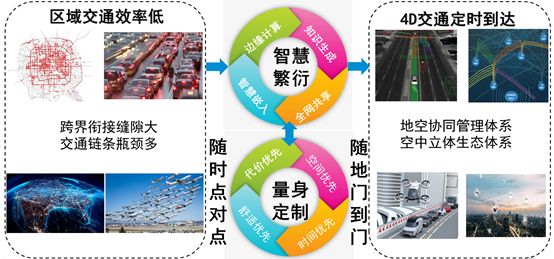 区域交通效率低
跨界衔接缝隙大
交通链条瓶颈多
边缘计算
知识生成
智慧嵌入
全网共享
智慧
繁衍
随时点对点
代价优先
空间优先
舒适优先
时间优先
量身
定制
随地门到门
4D交通定时到达
地空协同管理体系
空中立体生态体系